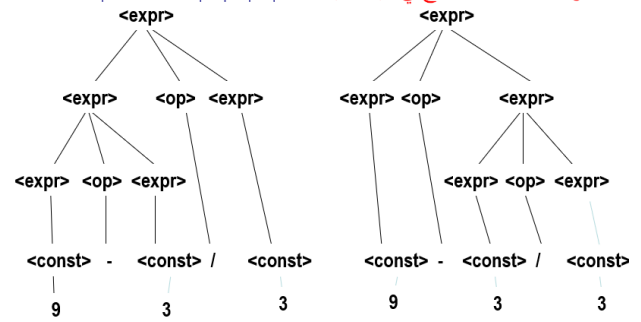 <expr> <expr>
<expr> <op> <expr> <expr> <op> <expr>
<expr> <op> <expr> <expr> <op> <expr>
<const> - <const> / <const> <const> - <const> / <const>
9 3 3 9 3 3